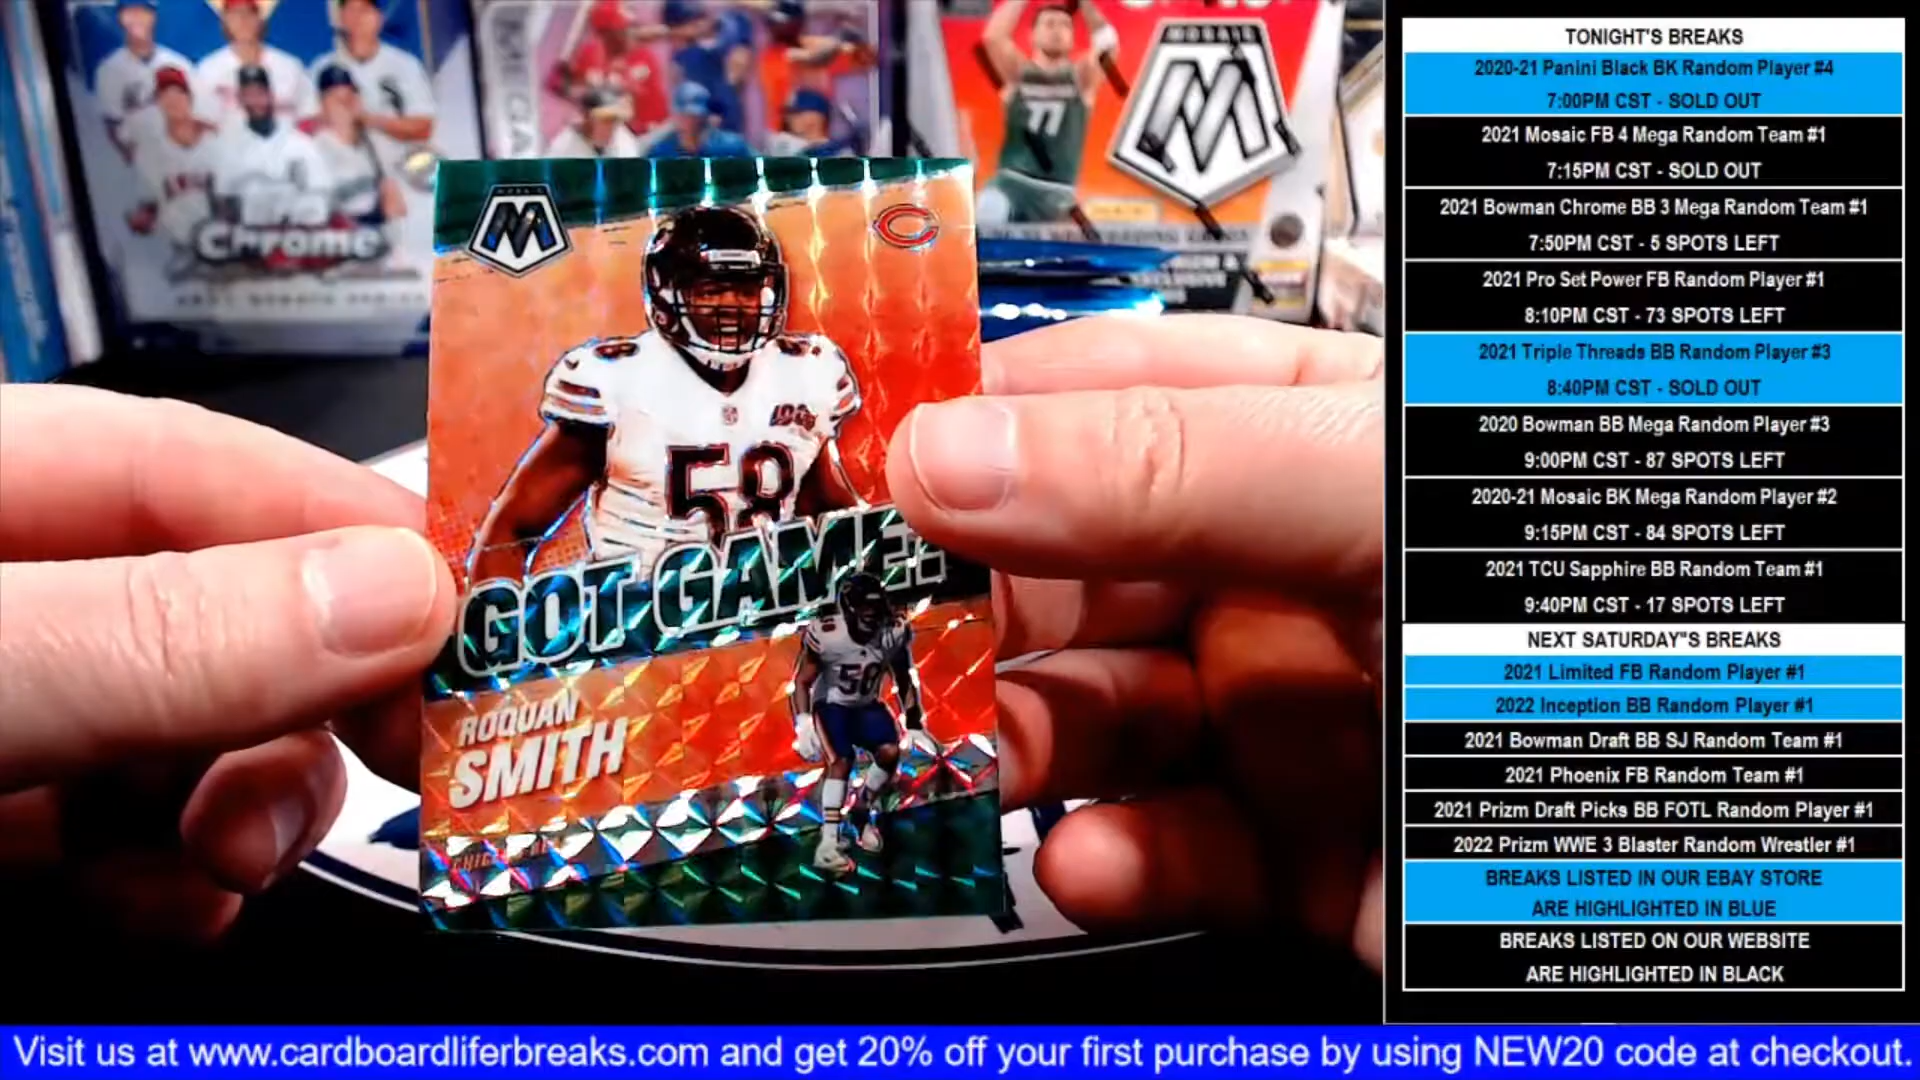 Chrome
MOSAIC
77
MOSAIC
58
GOT GAME?
58
ROQUAN
SMITH
TONIGHT'S BREAKS
2020-21 Panini Black BK Random Player #4
7:00PM CST - SOLD OUT
2021 Mosaic FB 4 Mega Random Team #1
7:15PM CST - SOLD OUT
2021 Bowman Chrome BB 3 Mega Random Team #1
7:50PM CST - 5 SPOTS LEFT
2021 Pro Set Power FB Random Player #1
8:10PM CST - 73 SPOTS LEFT
2021 Triple Threads BB Random Player #3
8:40PM CST - SOLD OUT
2020 Bowman BB Mega Random Player #3
9:00PM CST - 87 SPOTS LEFT
2020-21 Mosaic BK Mega Random Player #2
9:15PM CST - 84 SPOTS LEFT
2021 TCU Sapphire BB Random Team #1
9:40PM CST - 17 SPOTS LEFT
NEXT SATURDAY"S BREAKS
2021 Limited FB Random Player #1
2022 Inception BB Random Player #1
2021 Bowman Draft BB SJ Random Team #1
2021 Phoenix FB Random Team #1
2021 Prizm Draft Picks BB FOTL Random Player #1
2022 Prizm WWE 3 Blaster Random Wrestler #1
BREAKS LISTED IN OUR EBAY STORE
ARE HIGHLIGHTED IN BLUE
BREAKS LISTED ON OUR WEBSITE
ARE HIGHLIGHTED IN BLACK
Visit us at www.cardboardliferbreaks.com and get 20% off your first purchase by using NEW20 code at checkout.